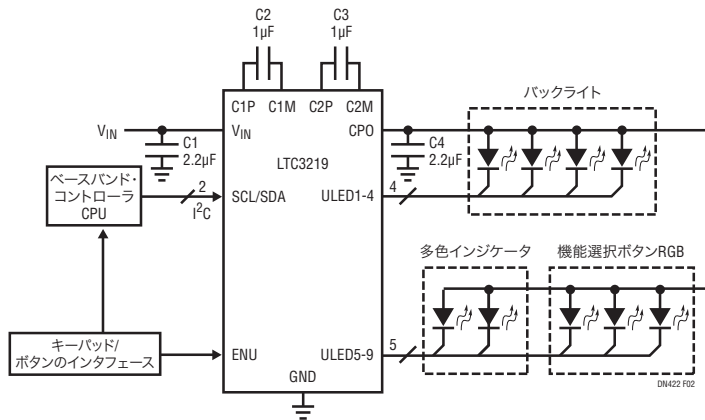 C2
1µF
C3
1µF
C1P C1M C2P C2M
バックライト
VIN
VIN
CPO
C1
2.2µF
C4
2.2µF
LTC3219
ベースバンド・
コントローラ
CPU
2
I²C
SCL/SDA
ULED1-4
4
多色インジケータ
機能選択ボタンRGB
キーパッド/
ボタンのインタフェース
ENU
ULED5-9
5
GND
DN422 F02